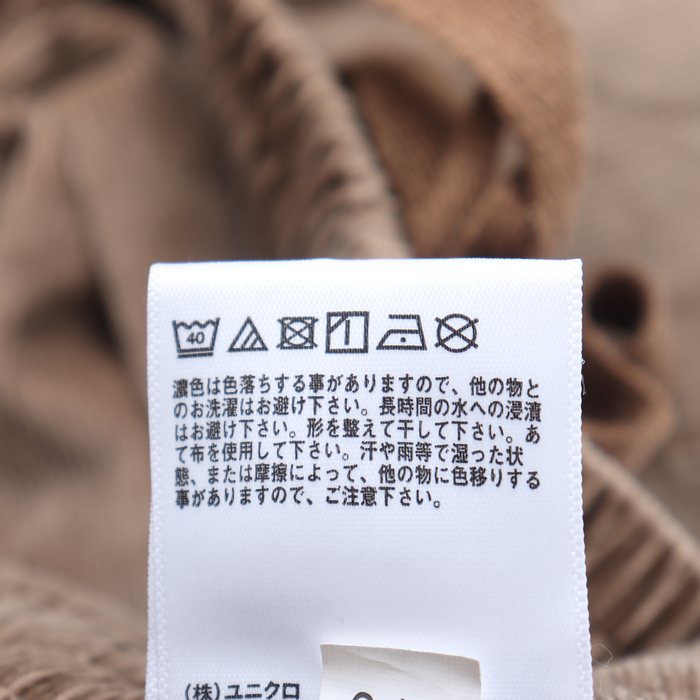 40
濃色は色落ちする事がありますので、他の物と
のお洗濯はお避け下さい。長時間の水への浸漬
はお避け下さい。形を整えて干して下さい。あ
て布を使用して下さい。汗や雨等で湿った状
態、または摩擦によって、他の物に色移りする
事がありますので、ご注意下さい。
(株)ユニクロ